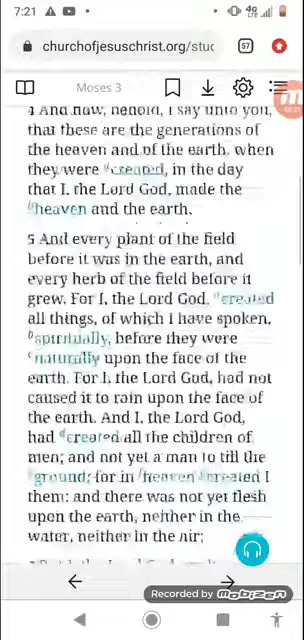 7:21
4G
LTE
churchofjesuschrist.org/stuc
57
Moses 3
00:21
4 And now, behold, I say unto you,
that these are the generations of
the heaven and of the earth, when
they were created, in the day
that I, the Lord God, made the
heaven and the earth,
5 And every plant of the field
before it was in the earth, and
every herb of the field before it
grew. For I, the Lord God, created
all things, of which I have spoken,
spiritually, before they were
naturally upon the face of the
earth. For I, the Lord God, had not
caused it to rain upon the face of
the earth. And I, the Lord God,
had created all the children of
men; and not yet a man to till the
ground; for in heaven created I
them; and there was not yet flesh
upon the earth, neither in the
water, neither in the air;
Recorded by mobizen